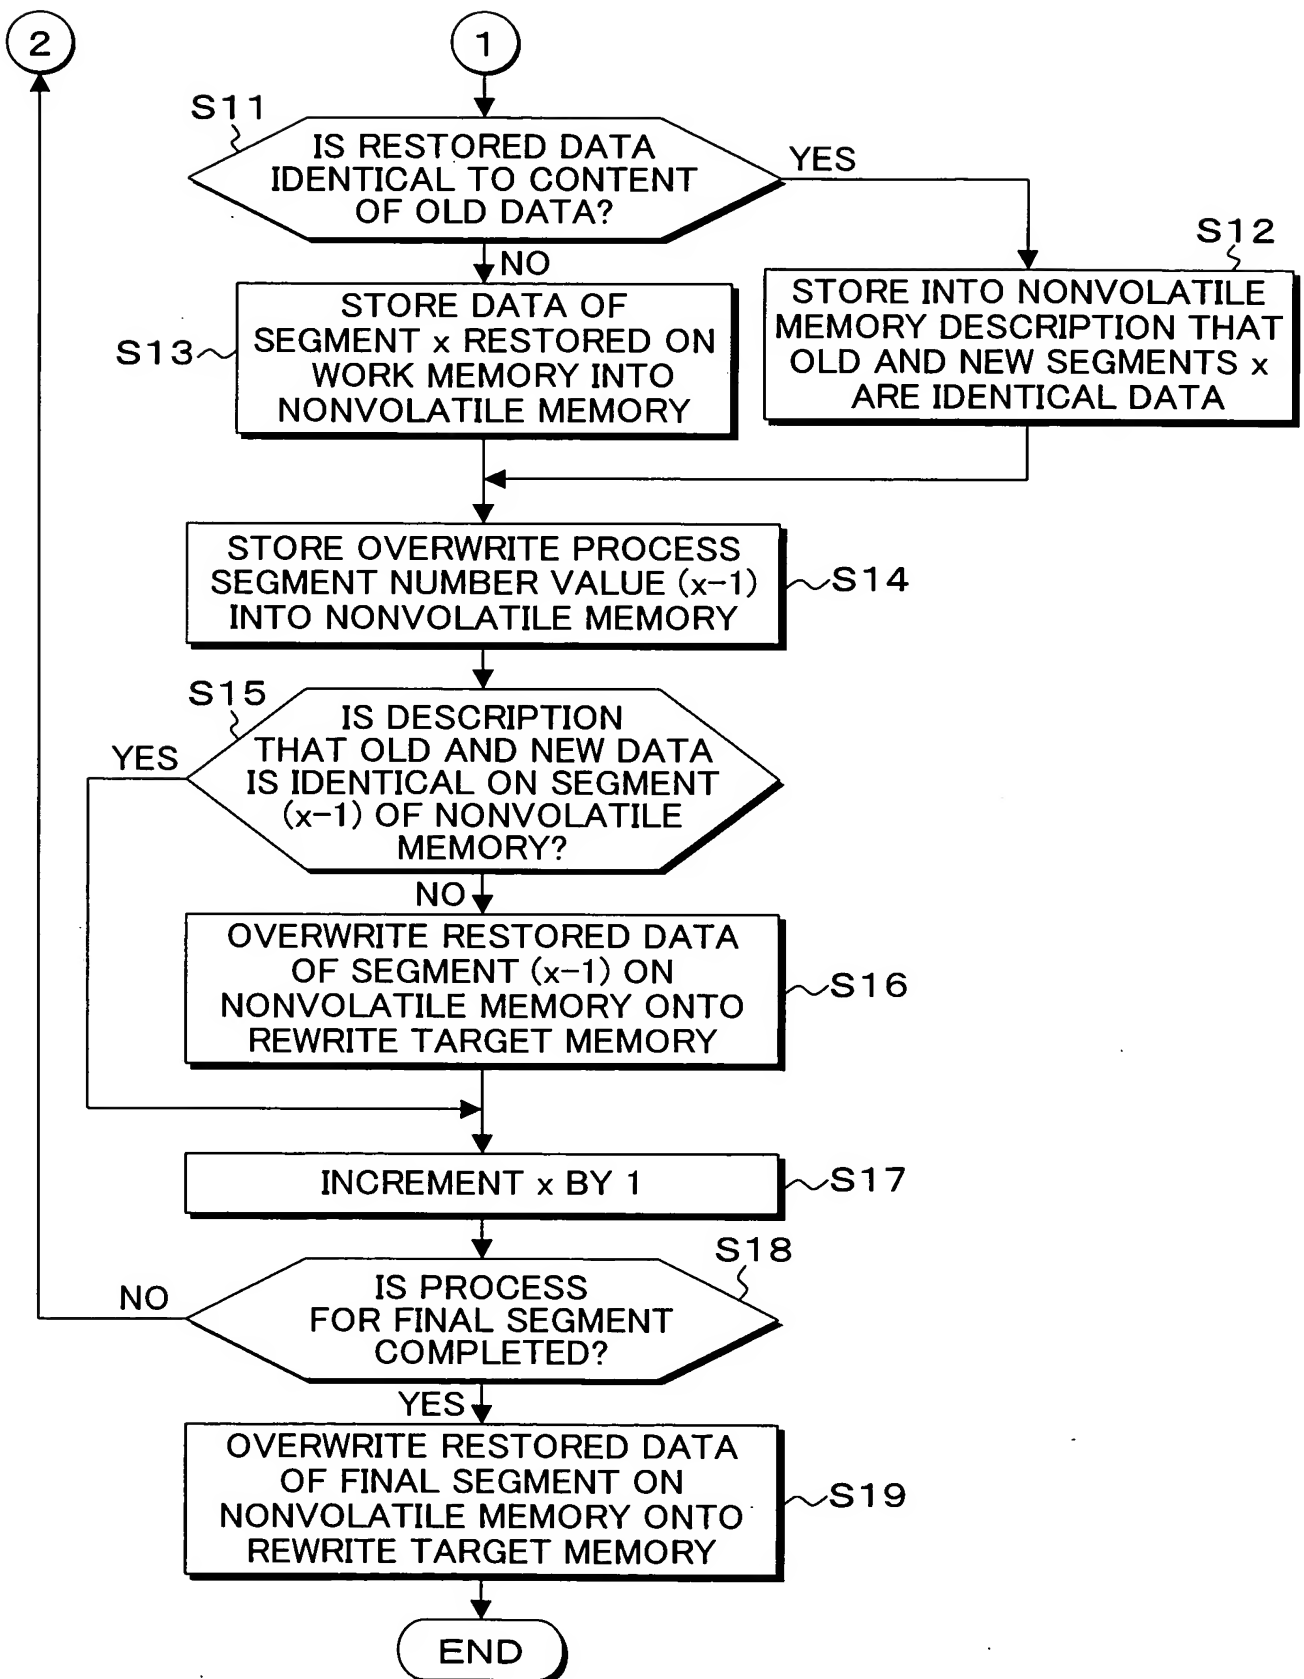 2
1
S11
IS RESTORED DATA
IDENTICAL TO CONTENT
OF OLD DATA?
YES
NO
S12
STORE INTO NONVOLATILE
MEMORY DESCRIPTION THAT
OLD AND NEW SEGMENTS x
ARE IDENTICAL DATA
S13
STORE DATA OF
SEGMENT x RESTORED ON
WORK MEMORY INTO
NONVOLATILE MEMORY
STORE OVERWRITE PROCESS
SEGMENT NUMBER VALUE (x-1)
INTO NONVOLATILE MEMORY
S14
S15
IS DESCRIPTION
THAT OLD AND NEW DATA
IS IDENTICAL ON SEGMENT
(x-1) OF NONVOLATILE
MEMORY?
YES
NO
OVERWRITE RESTORED DATA
OF SEGMENT (x-1) ON
NONVOLATILE MEMORY ONTO
REWRITE TARGET MEMORY
S16
INCREMENT x BY 1
S17
S18
IS PROCESS
FOR FINAL SEGMENT
COMPLETED?
NO
YES
OVERWRITE RESTORED DATA
OF FINAL SEGMENT ON
NONVOLATILE MEMORY ONTO
REWRITE TARGET MEMORY
S19
END